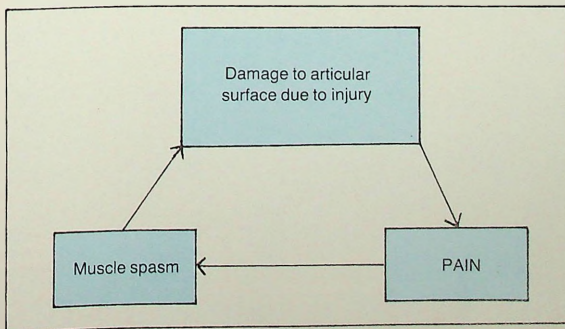 Damage to articular
surface due to injury
Muscle spasm
PAIN